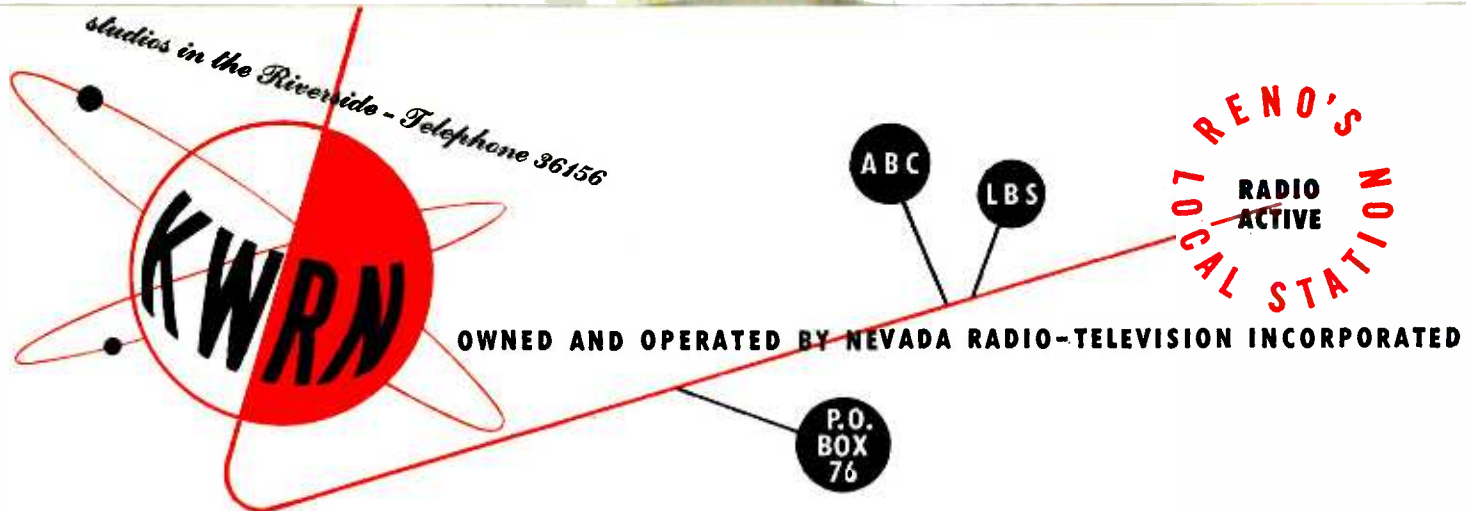 studios in the Riverside - Telephone 36156
KWRN
ABC
LBS
RENO'S
LOCAL STATION
RADIO
ACTIVE
OWNED AND OPERATED BY NEVADA RADIO-TELEVISION INCORPORATED
P.O.
BOX
76